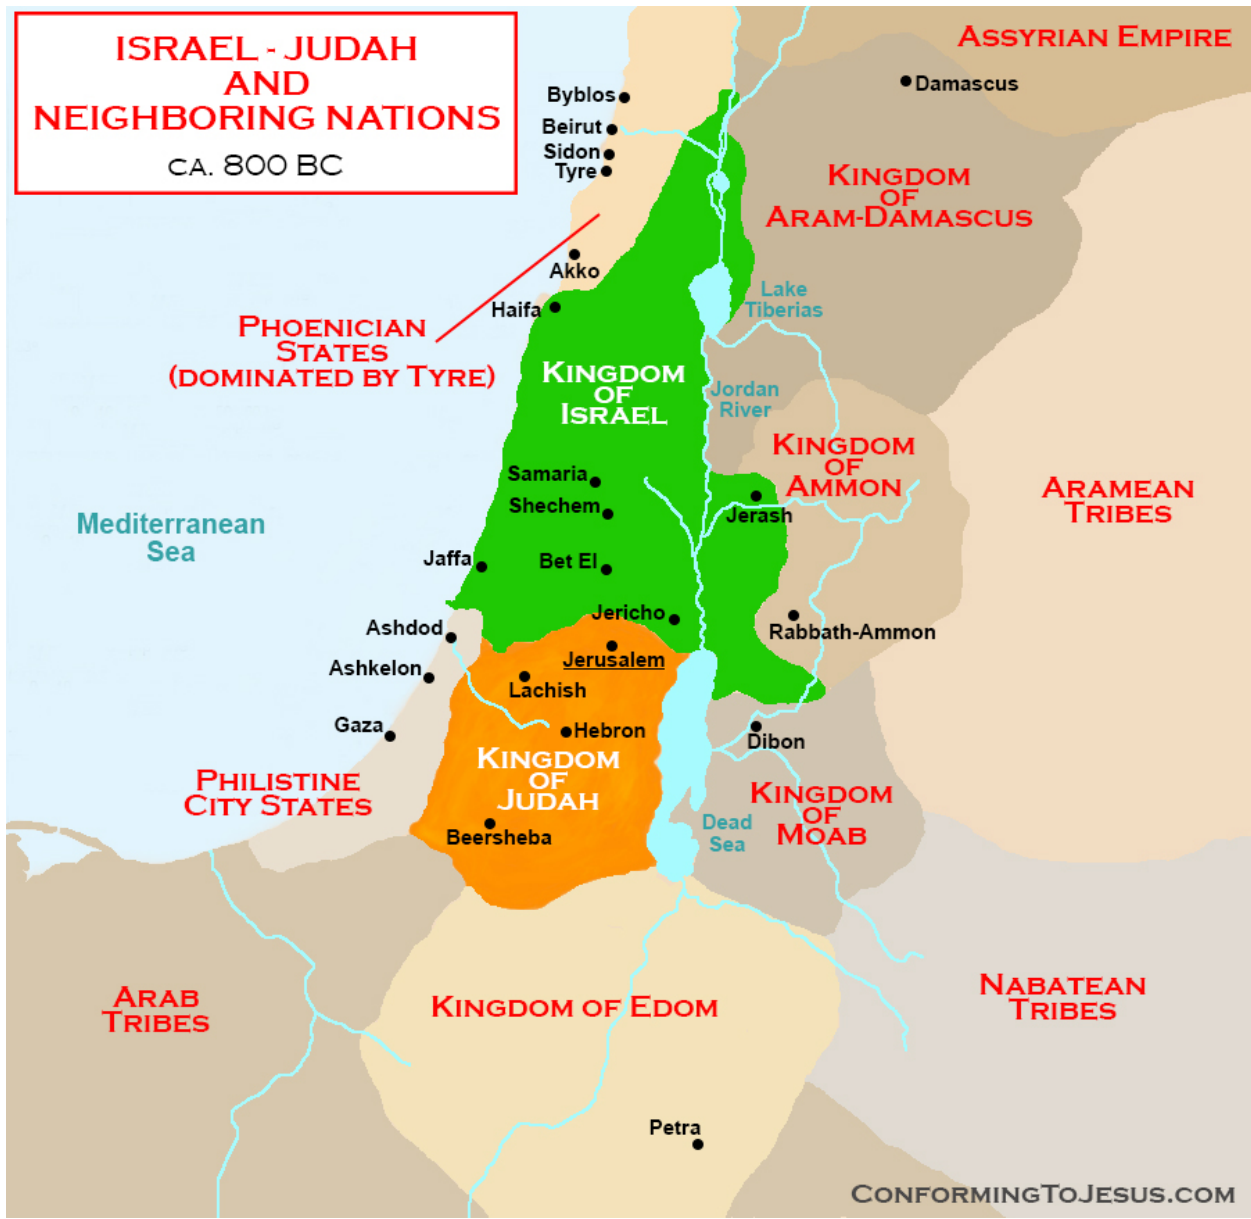 ISRAEL - JUDAH
AND
NEIGHBORING NATIONS
CA. 800 BC
ASSYRIAN EMPIRE
Damascus
Byblos
Beirut
Sidon
Tyre
KINGDOM
OF
ARAM-DAMASCUS
Akko
Haifa
Lake
Tiberias
PHOENICIAN
STATES
(DOMINATED BY TYRE)
KINGDOM
OF
ISRAEL
Jordan
River
KINGDOM
OF
AMMON
ARAMEAN
TRIBES
Samaria
Shechem
Jerash
Mediterranean
Sea
Jaffa
Bet El
Jericho
Ashdod
Rabbath-Ammon
Jerusalem
Ashkelon
Lachish
Gaza
Hebron
Dibon
KINGDOM
OF
JUDAH
PHILISTINE
CITY STATES
KINGDOM
OF
MOAB
Dead
Sea
Beersheba
ARAB
TRIBES
KINGDOM OF EDOM
NABATEAN
TRIBES
Petra
CONFORMINGTOJESUS.COM